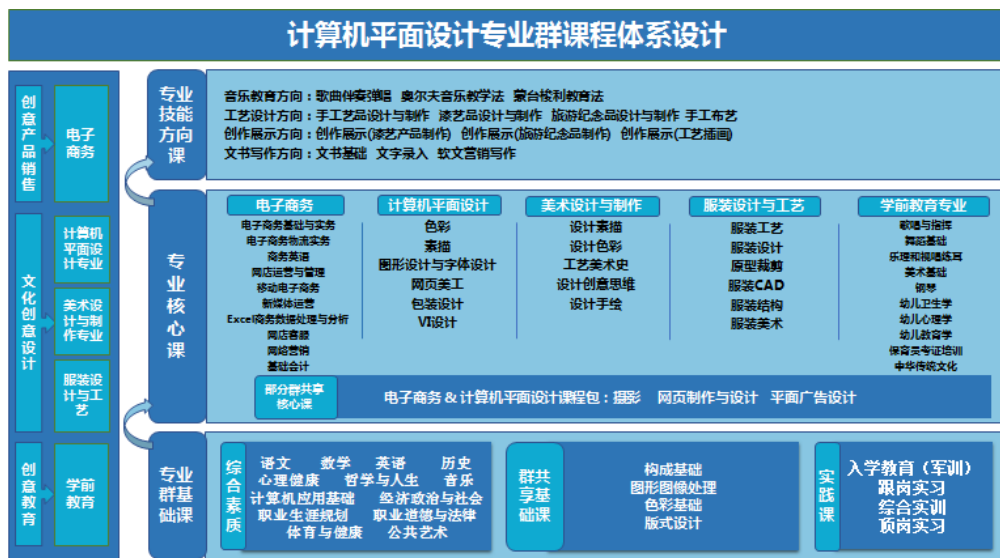 计算机平面设计专业群课程体系设计
创意产品销售
电子
商务
文化创意设计
计算机
平面设
计专业
美术设
计与制
作专业
服装设
计与工
艺
创意教育
学前
教育
专业
技能
方向
课
音乐教育方向：歌曲伴奏弹唱 奥尔夫音乐教学法 蒙台梭利教育法
工艺设计方向：手工艺品设计与制作 漆艺品设计与制作 旅游纪念品设计与制作 手工布艺
创作展示方向：创作展示(漆艺产品制作) 创作展示(旅游纪念品制作) 创作展示(工艺插画)
文书写作方向：文书基础 文字录入 软文营销写作
专业核心课
电子商务
电子商务基础与实务
电子商务物流实务
商务英语
网店运营与管理
移动电子商务
新媒体运营
Excel商务数据处理与分析
网店客服
网络营销
基础会计
计算机平面设计
色彩
素描
图形设计与字体设计
网页美工
包装设计
VI设计
美术设计与制作
设计素描
设计色彩
工艺美术史
设计创意思维
设计手绘
服装设计与工艺
服装工艺
服装设计
原型裁剪
服装CAD
服装结构
服装美术
学前教育专业
歌唱与指挥
舞蹈基础
乐理和视唱练耳
美术基础
钢琴
幼儿卫生学
幼儿心理学
幼儿教育学
保育员考证培训
中华传统文化
部分群共享
核心课
电子商务 & 计算机平面设计课程包：摄影 网页制作与设计 平面广告设计
专业
群基
础课
综合素质
语文 数学 英语 历史
心理健康 哲学与人生 音乐
计算机应用基础 经济政治与社会
职业生涯规划 职业道德与法律
体育与健康 公共艺术
群共
享基
础课
构成基础
图形图像处理
色彩基础
版式设计
实践课
入学教育（军训）
跟岗实习
综合实训
顶岗实习